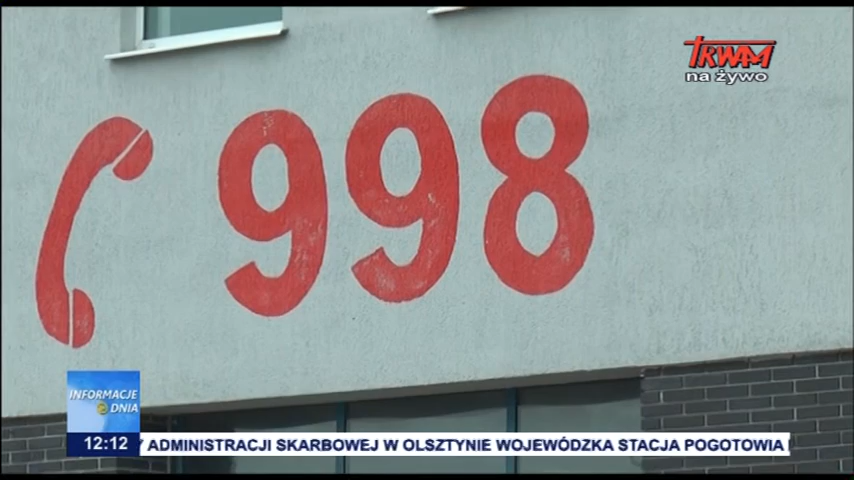 TRWAM
na żywo
998
INFORMACJE
DNIA
12:12
ADMINISTRACJI SKARBOWEJ W OLSZTYNIE WOJEWÓDZKA STACJA POGOTOWIA